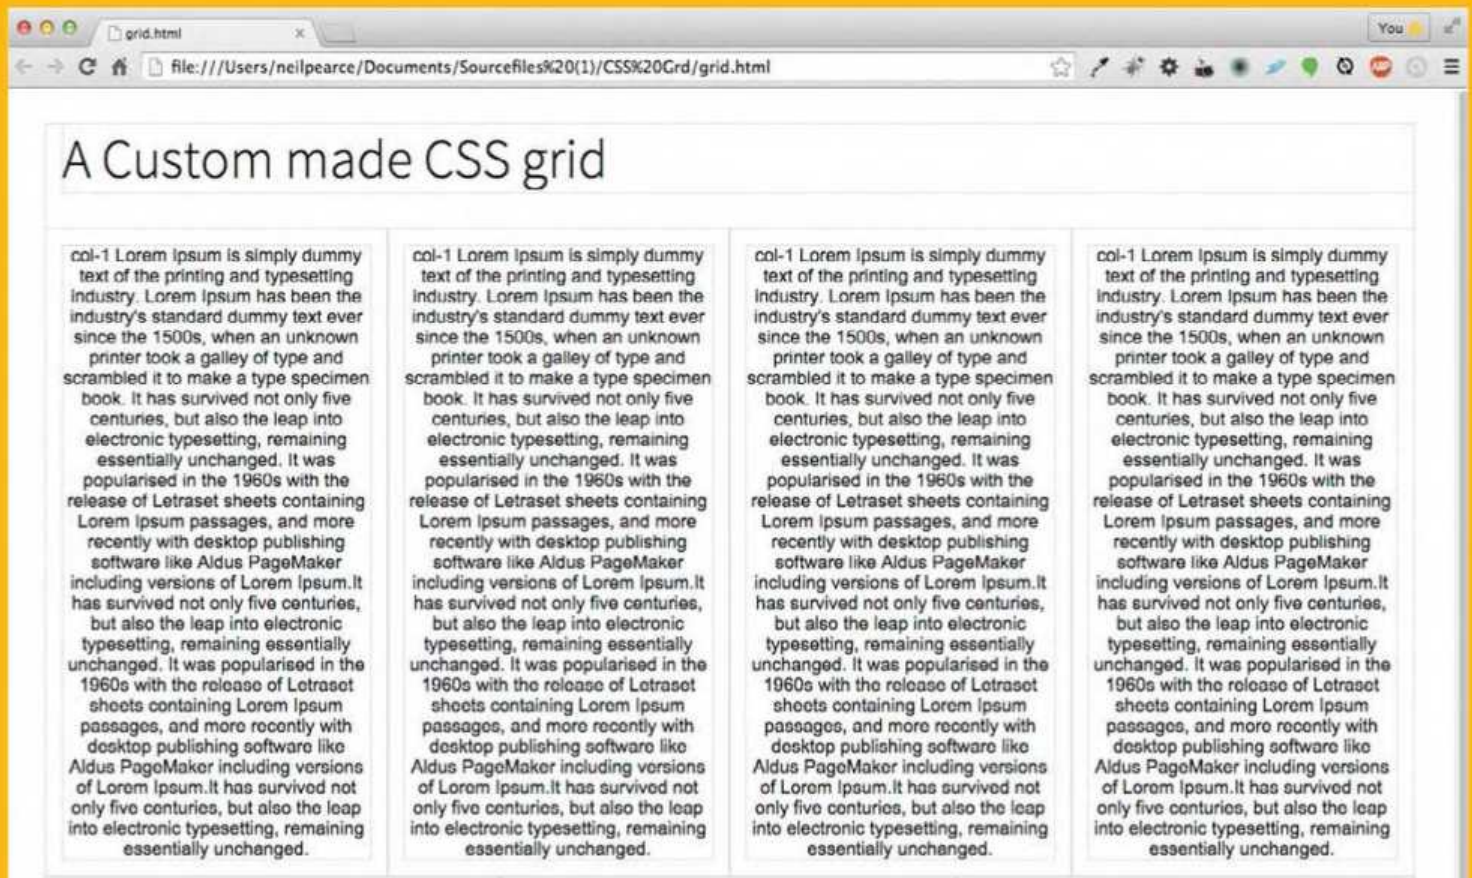 grid.html
You
file:///Users/neilpearce/Documents/Sourcefiles%20(1)/CSS%20Grd/grid.html
A Custom made CSS grid
col-1 Lorem Ipsum is simply dummy
text of the printing and typesetting
industry. Lorem Ipsum has been the
industry's standard dummy text ever
since the 1500s, when an unknown
printer took a galley of type and
scrambled it to make a type specimen
book. It has survived not only five
centuries, but also the leap into
electronic typesetting, remaining
essentially unchanged. It was
popularised in the 1960s with the
release of Letraset sheets containing
Lorem Ipsum passages, and more
recently with desktop publishing
software like Aldus PageMaker
including versions of Lorem Ipsum.It
has survived not only five centuries,
but also the leap into electronic
typesetting, remaining essentially
unchanged. It was popularised in the
1960s with the release of Letraset
sheets containing Lorem Ipsum
passages, and more recently with
desktop publishing software like
Aldus PageMaker including versions
of Lorem Ipsum.It has survived not
only five centuries, but also the leap
into electronic typesetting, remaining
essentially unchanged.
col-1 Lorem Ipsum is simply dummy
text of the printing and typesetting
industry. Lorem Ipsum has been the
industry's standard dummy text ever
since the 1500s, when an unknown
printer took a galley of type and
scrambled it to make a type specimen
book. It has survived not only five
centuries, but also the leap into
electronic typesetting, remaining
essentially unchanged. It was
popularised in the 1960s with the
release of Letraset sheets containing
Lorem Ipsum passages, and more
recently with desktop publishing
software like Aldus PageMaker
including versions of Lorem Ipsum.It
has survived not only five centuries,
but also the leap into electronic
typesetting, remaining essentially
unchanged. It was popularised in the
1960s with the release of Letraset
sheets containing Lorem Ipsum
passages, and more recently with
desktop publishing software like
Aldus PageMaker including versions
of Lorem Ipsum.It has survived not
only five centuries, but also the leap
into electronic typesetting, remaining
essentially unchanged.
col-1 Lorem Ipsum is simply dummy
text of the printing and typesetting
industry. Lorem Ipsum has been the
industry's standard dummy text ever
since the 1500s, when an unknown
printer took a galley of type and
scrambled it to make a type specimen
book. It has survived not only five
centuries, but also the leap into
electronic typesetting, remaining
essentially unchanged. It was
popularised in the 1960s with the
release of Letraset sheets containing
Lorem Ipsum passages, and more
recently with desktop publishing
software like Aldus PageMaker
including versions of Lorem Ipsum.It
has survived not only five centuries,
but also the leap into electronic
typesetting, remaining essentially
unchanged. It was popularised in the
1960s with the release of Letraset
sheets containing Lorem Ipsum
passages, and more recently with
desktop publishing software like
Aldus PageMaker including versions
of Lorem Ipsum.It has survived not
only five centuries, but also the leap
into electronic typesetting, remaining
essentially unchanged.
col-1 Lorem Ipsum is simply dummy
text of the printing and typesetting
industry. Lorem Ipsum has been the
industry's standard dummy text ever
since the 1500s, when an unknown
printer took a galley of type and
scrambled it to make a type specimen
book. It has survived not only five
centuries, but also the leap into
electronic typesetting, remaining
essentially unchanged. It was
popularised in the 1960s with the
release of Letraset sheets containing
Lorem Ipsum passages, and more
recently with desktop publishing
software like Aldus PageMaker
including versions of Lorem Ipsum.It
has survived not only five centuries,
but also the leap into electronic
typesetting, remaining essentially
unchanged. It was popularised in the
1960s with the release of Letraset
sheets containing Lorem Ipsum
passages, and more recently with
desktop publishing software like
Aldus PageMaker including versions
of Lorem Ipsum.It has survived not
only five centuries, but also the leap
into electronic typesetting, remaining
essentially unchanged.